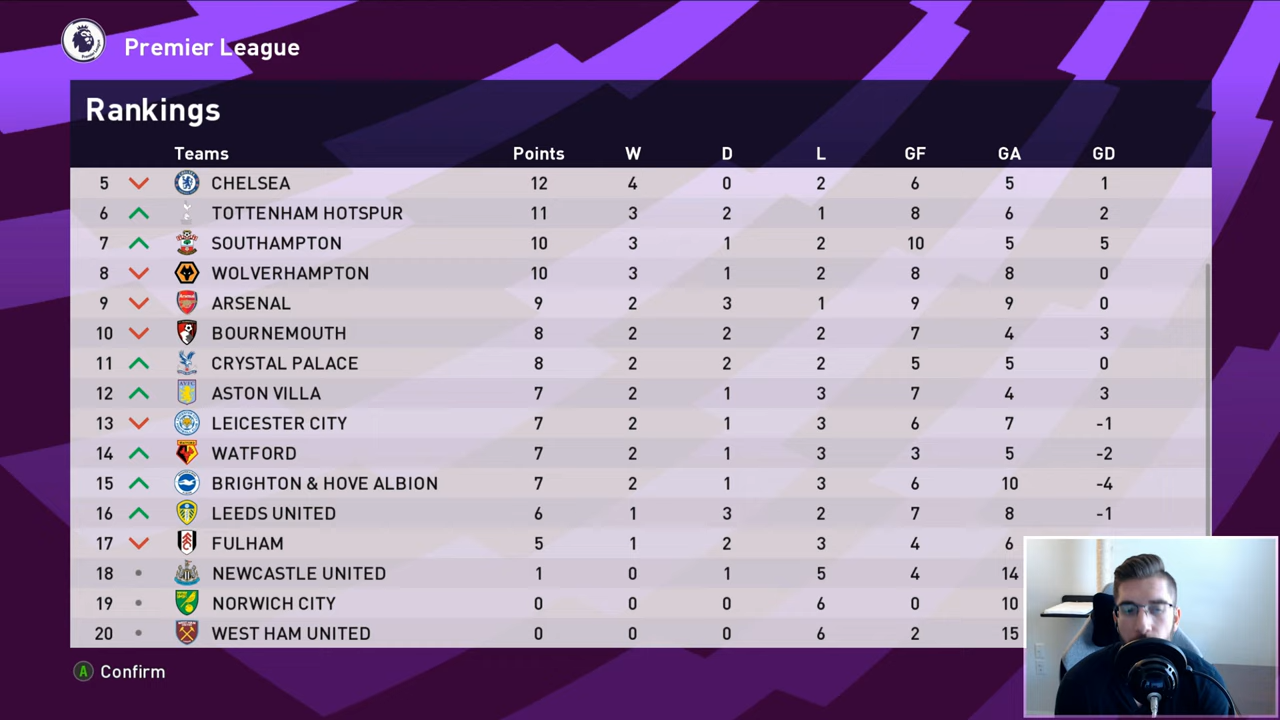 Premier League
Rankings
Teams Points W D L GF GA GD
5 CHELSEA 12 4 0 2 6 5 1
6 TOTTENHAM HOTSPUR 11 3 2 1 8 6 2
7 SOUTHAMPTON 10 3 1 2 10 5 5
8 WOLVERHAMPTON 10 3 1 2 8 8 0
9 ARSENAL 9 2 3 1 9 9 0
10 BOURNEMOUTH 8 2 2 2 7 4 3
11 CRYSTAL PALACE 8 2 2 2 5 5 0
12 ASTON VILLA 7 2 1 3 7 4 3
13 LEICESTER CITY 7 2 1 3 6 7 -1
14 WATFORD 7 2 1 3 3 5 -2
15 BRIGHTON & HOVE ALBION 7 2 1 3 6 10 -4
16 LEEDS UNITED 6 1 3 2 7 8 -1
17 FULHAM 5 1 2 3 4 6
18 NEWCASTLE UNITED 1 0 1 5 4 14
19 NORWICH CITY 0 0 0 6 0 10
20 WEST HAM UNITED 0 0 0 6 2 15
A Confirm